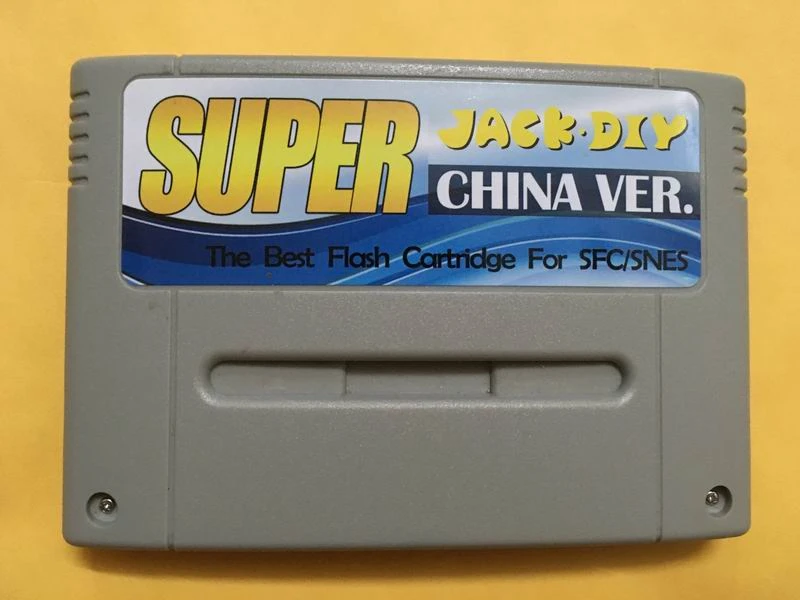 SUPER
JACK·DIY
CHINA VER.
The Best Flash Cartridge For SFC/SNES